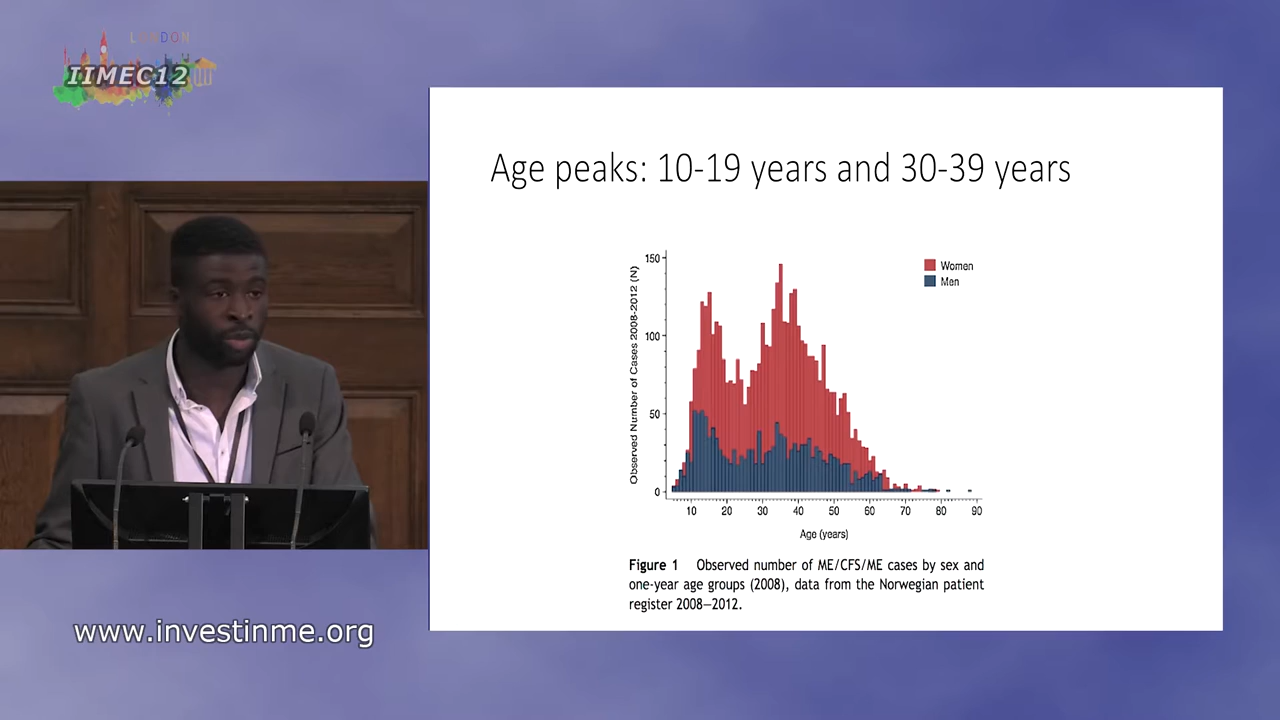 LONDON
IIMEC12
Age peaks: 10-19 years and 30-39 years
150
100
50
0
Observed Number of Cases 2008-2012 (N)
Women
Men
10 20 30 40 50 60 70 80 90
Age (years)
Figure 1 Observed number of ME/CFS/ME cases by sex and
one-year age groups (2008), data from the Norwegian patient
register 2008–2012.
www.investinme.org